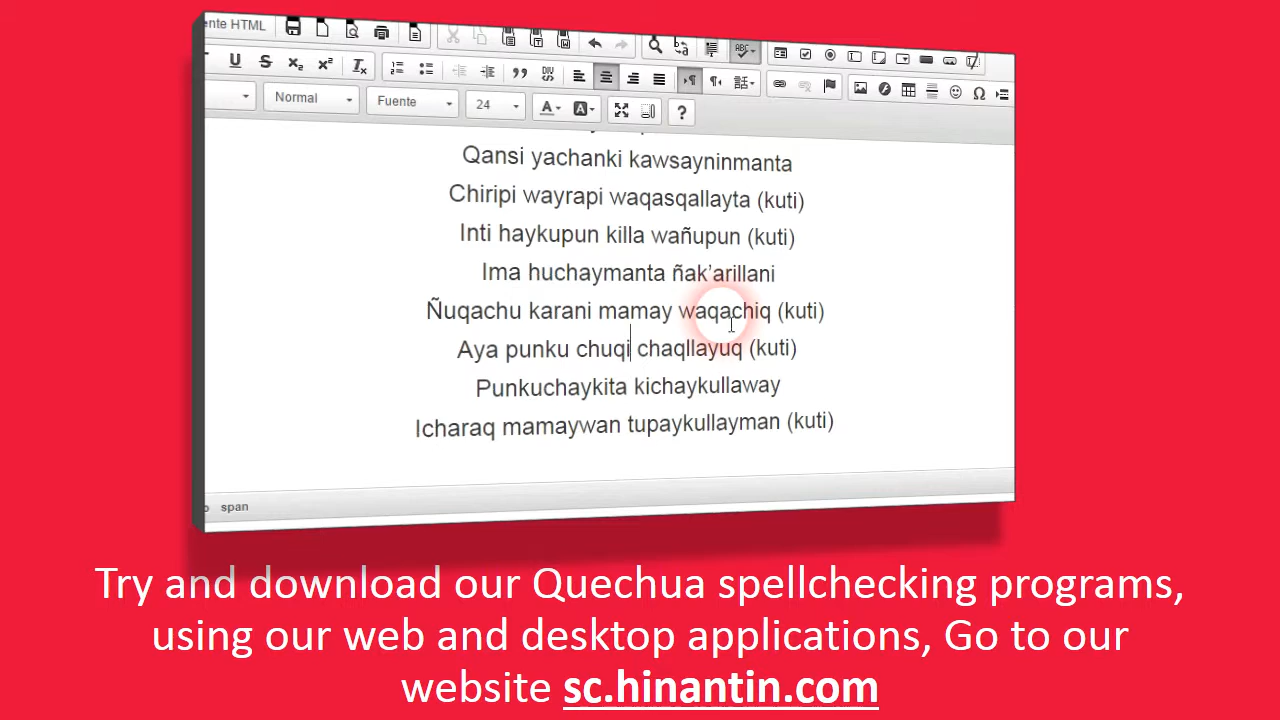 ente HTML
Normal Fuente 24
Qansi yachanki kawsayninmanta
Chiripi wayrapi waqasqallayta (kuti)
Inti haykupun killa wañupun (kuti)
Ima huchaymanta ñak’arillani
Ñuqachu karani mamay waqachiq (kuti)
Aya punku chuqi chaqllayuq (kuti)
Punkuchaykita kichaykullaway
Icharaq mamaywan tupaykullayman (kuti)
span
Try and download our Quechua spellchecking programs,
using our web and desktop applications, Go to our
website sc.hinantin.com